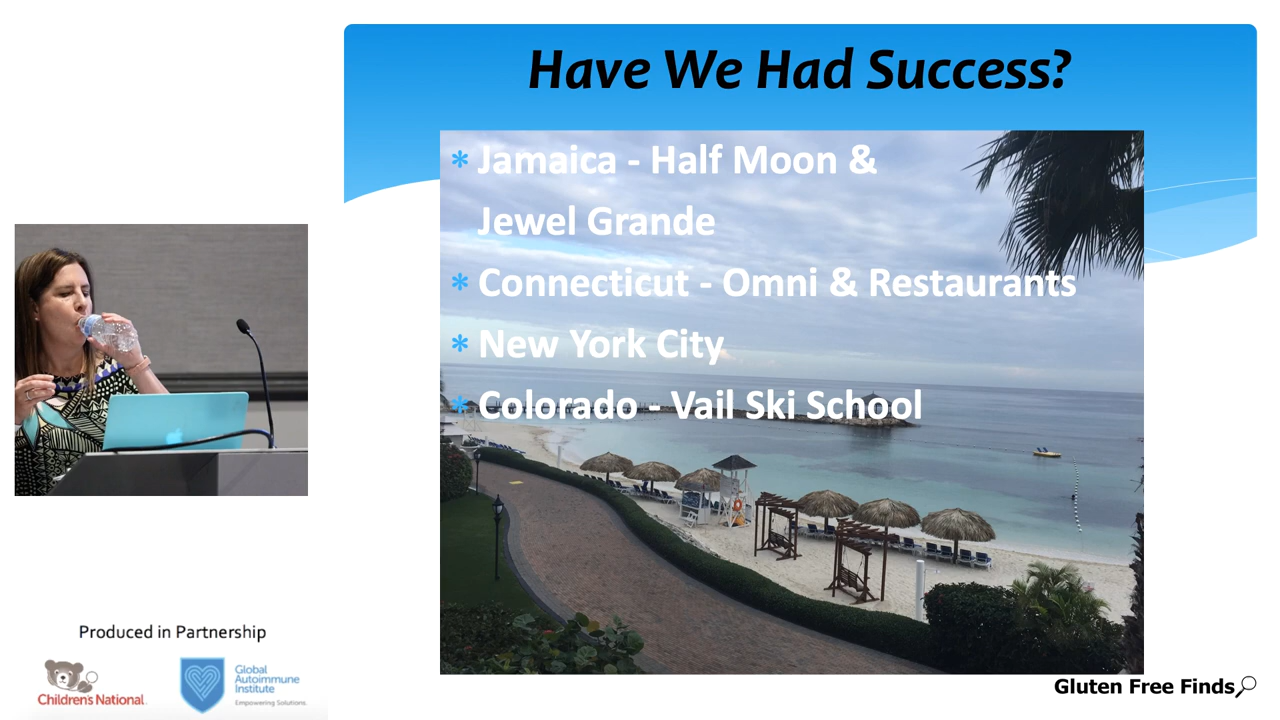 Have We Had Success?
* Jamaica - Half Moon &
Jewel Grande
* Connecticut - Omni & Restaurants
* New York City
* Colorado - Vail Ski School
Produced in Partnership
Children's National
Global
Autoimmune
Institute
Empowering Solutions.
Gluten Free Finds